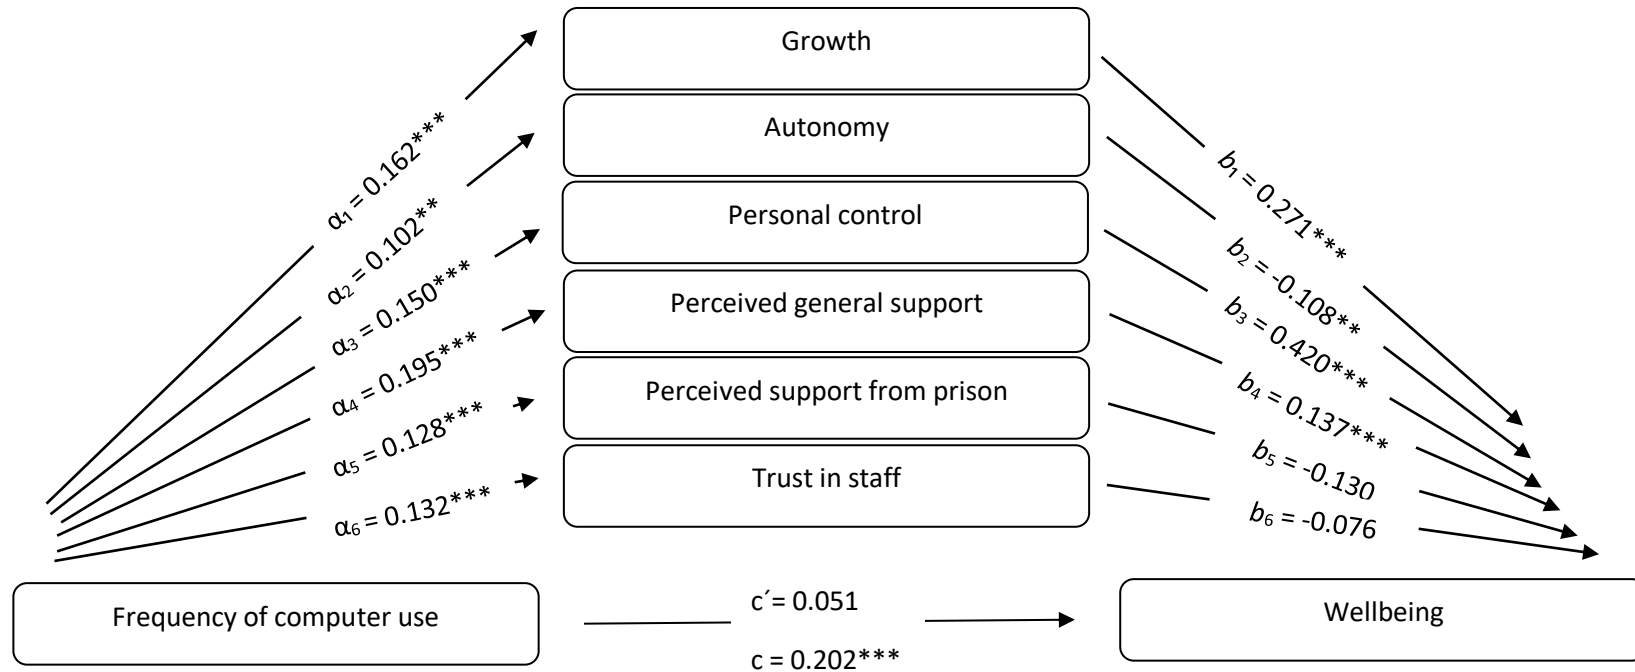 Growth
Autonomy
Personal control
Perceived general support
Perceived support from prison
Trust in staff
α₁ = 0.162***
α₂ = 0.102**
α₃ = 0.150***
α₄ = 0.195***
α₅ = 0.128***
α₆ = 0.132***
b₁ = 0.271***
b₂ = -0.108**
b₃ = 0.420***
b₄ = 0.137***
b₅ = -0.130
b₆ = -0.076
Frequency of computer use
c´= 0.051
c = 0.202***
Wellbeing